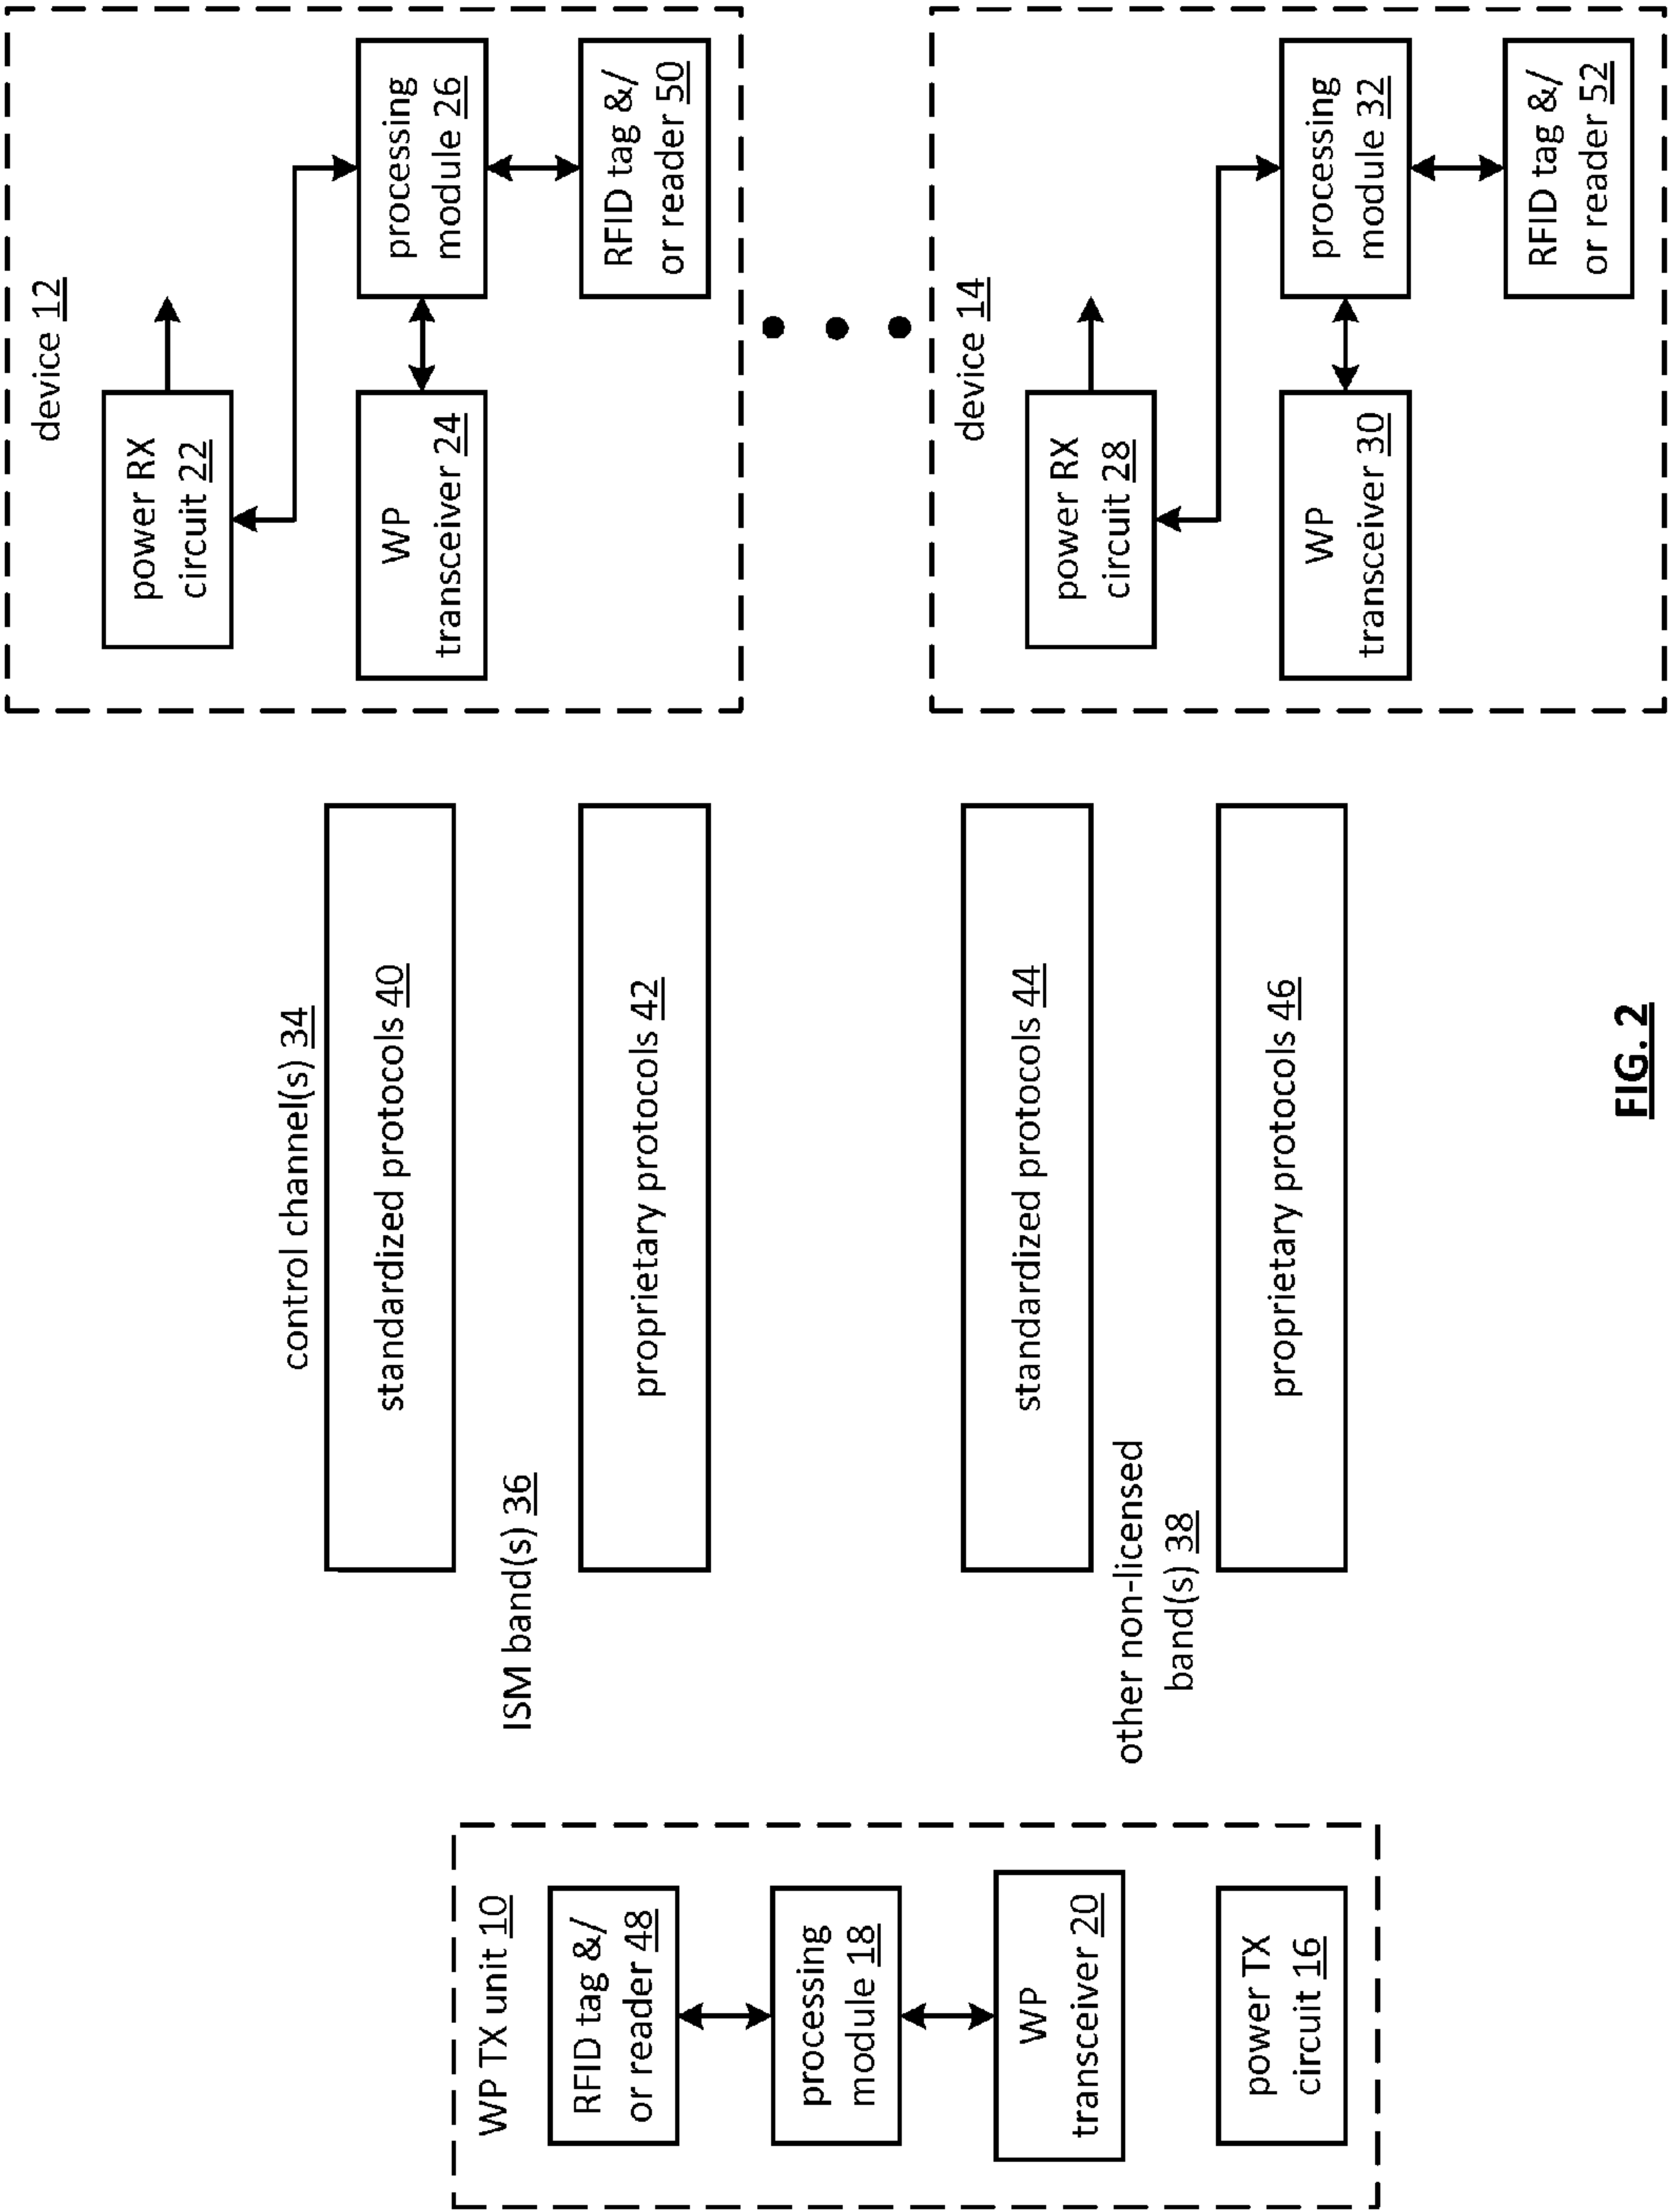 WP TX unit 10
RFID tag &/
or reader 48
processing
module 18
WP
transceiver 20
power TX
circuit 16
control channel(s) 34
standardized protocols 40
ISM band(s) 36
proprietary protocols 42
standardized protocols 44
other non-licensed
band(s) 38
proprietary protocols 46
device 12
power RX
circuit 22
WP
transceiver 24
processing
module 26
RFID tag &/
or reader 50
device 14
power RX
circuit 28
WP
transceiver 30
processing
module 32
RFID tag &/
or reader 52
FIG. 2